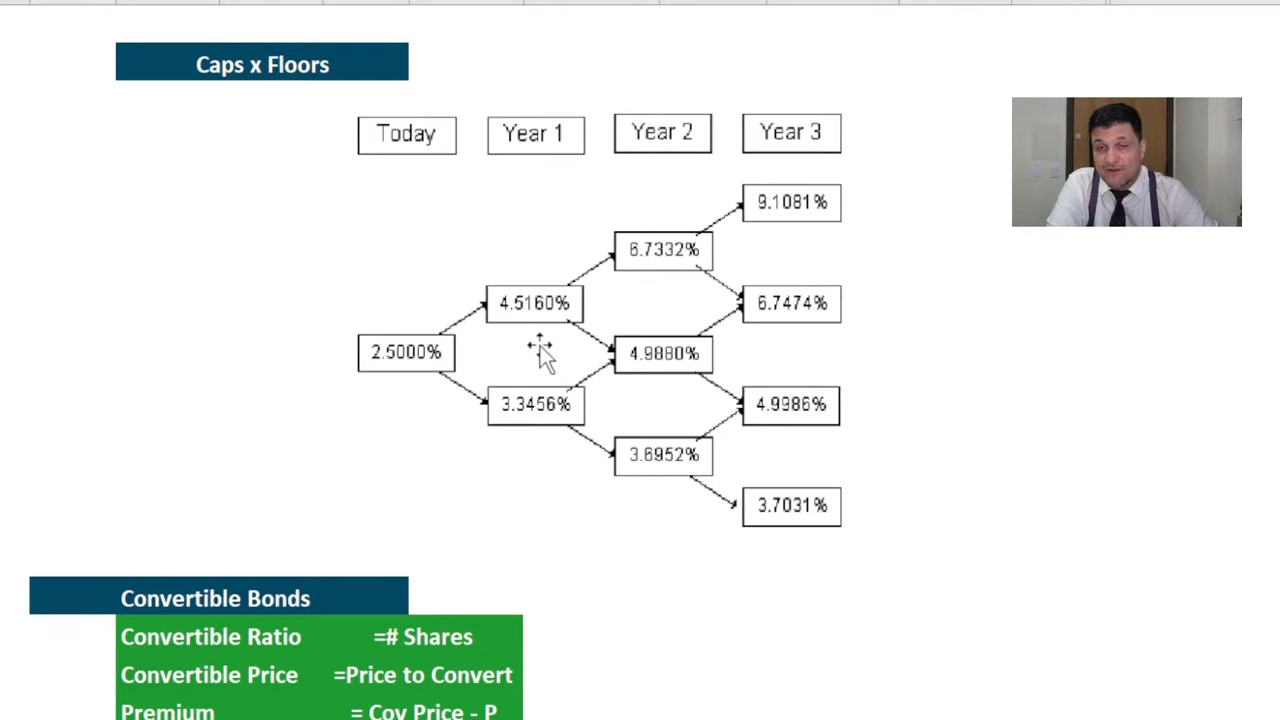 Caps x Floors
Today Year 1 Year 2 Year 3
9.1081%
6.7332%
4.5160% 6.7474%
2.5000% 4.9880%
3.3456% 4.9986%
3.6952%
3.7031%
Convertible Bonds
Convertible Ratio =# Shares
Convertible Price =Price to Convert
Premium = Cov Price - P